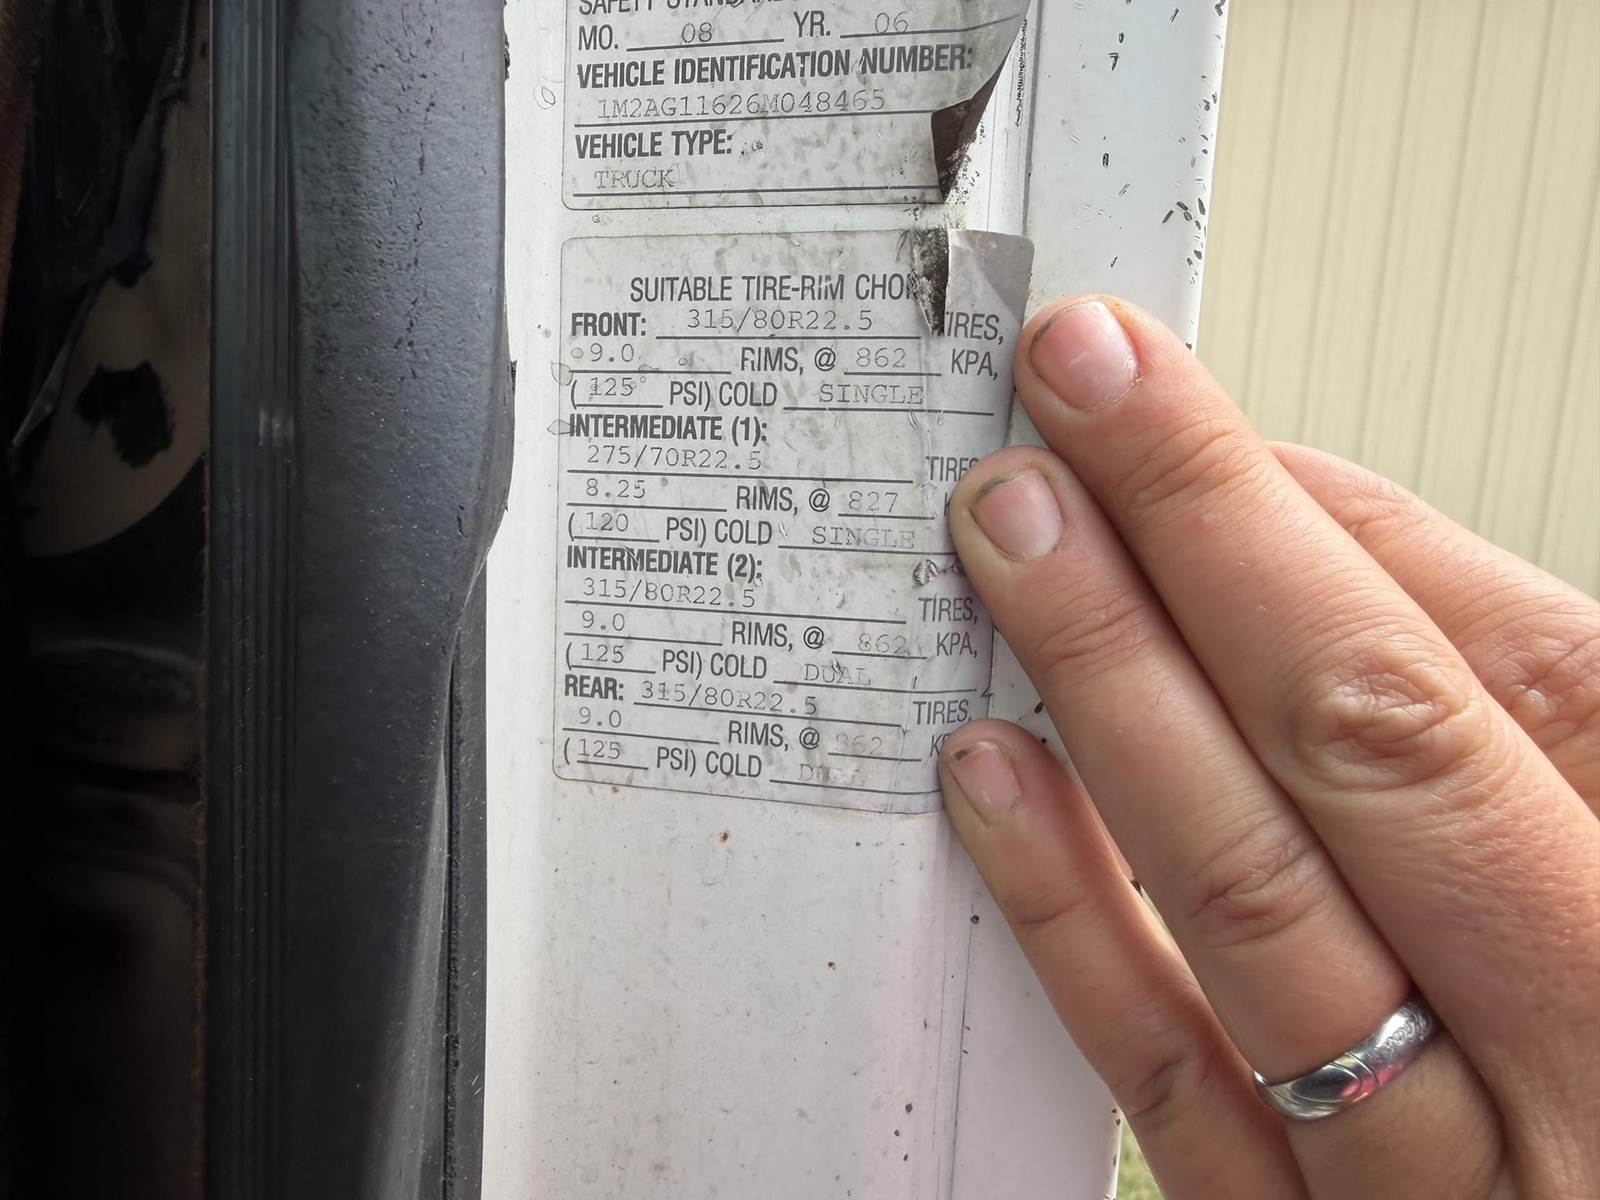 SAFETY
MO. 08 YR. 06
VEHICLE IDENTIFICATION NUMBER:
1M2AG11626M048465
VEHICLE TYPE:
TRUCK
SUITABLE TIRE-RIM
FRONT: 315/80R22.5 TIRES,
9.0 RIMS, @ 862 KPA,
(125 PSI) COLD SINGLE
INTERMEDIATE (1):
275/70R22.5 TIRES
8.25 RIMS, @ 827
(120 PSI) COLD SINGLE
INTERMEDIATE (2):
315/80R22.5 TIRES,
9.0 RIMS, @ 862 KPA,
(125 PSI) COLD DUAL
REAR: 315/80R22.5 TIRES,
9.0 RIMS, @ 862
(125 PSI) COLD